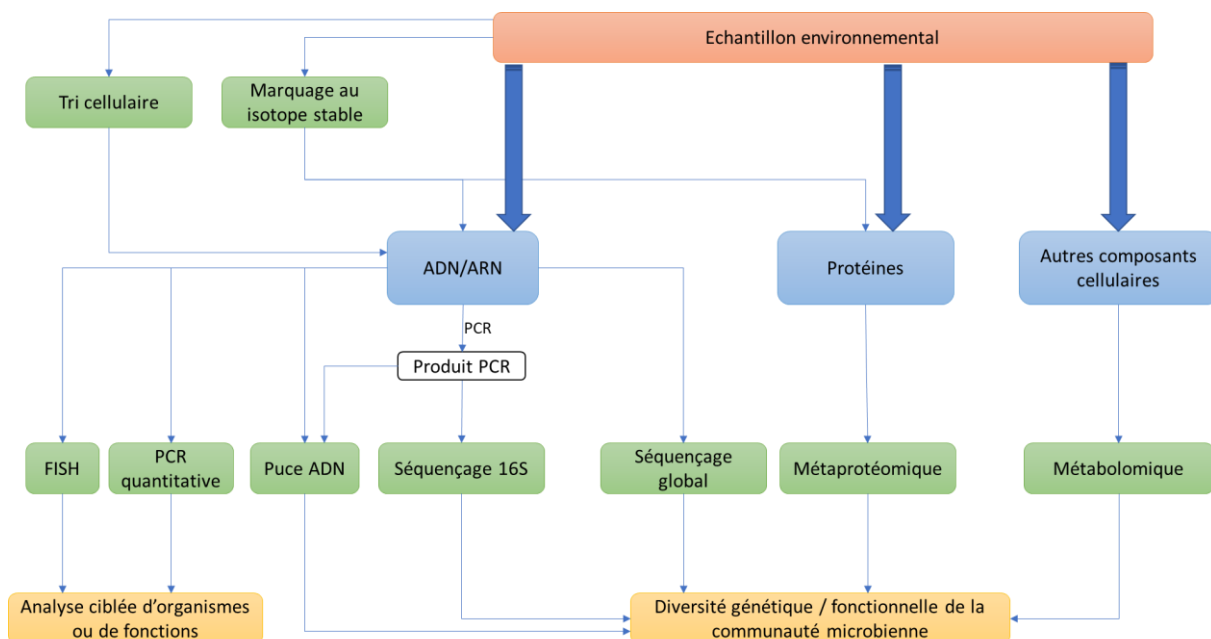 Echantillon environnemental
Tri cellulaire
Marquage au
isotope stable
ADN/ARN
Protéines
Autres composants
cellulaires
PCR
Produit PCR
FISH
PCR
quantitative
Puce ADN
Séquençage 16S
Séquençage
global
Métaprotéomique
Métabolomique
Analyse ciblée d’organismes
ou de fonctions
Diversité génétique / fonctionnelle de la
communauté microbienne